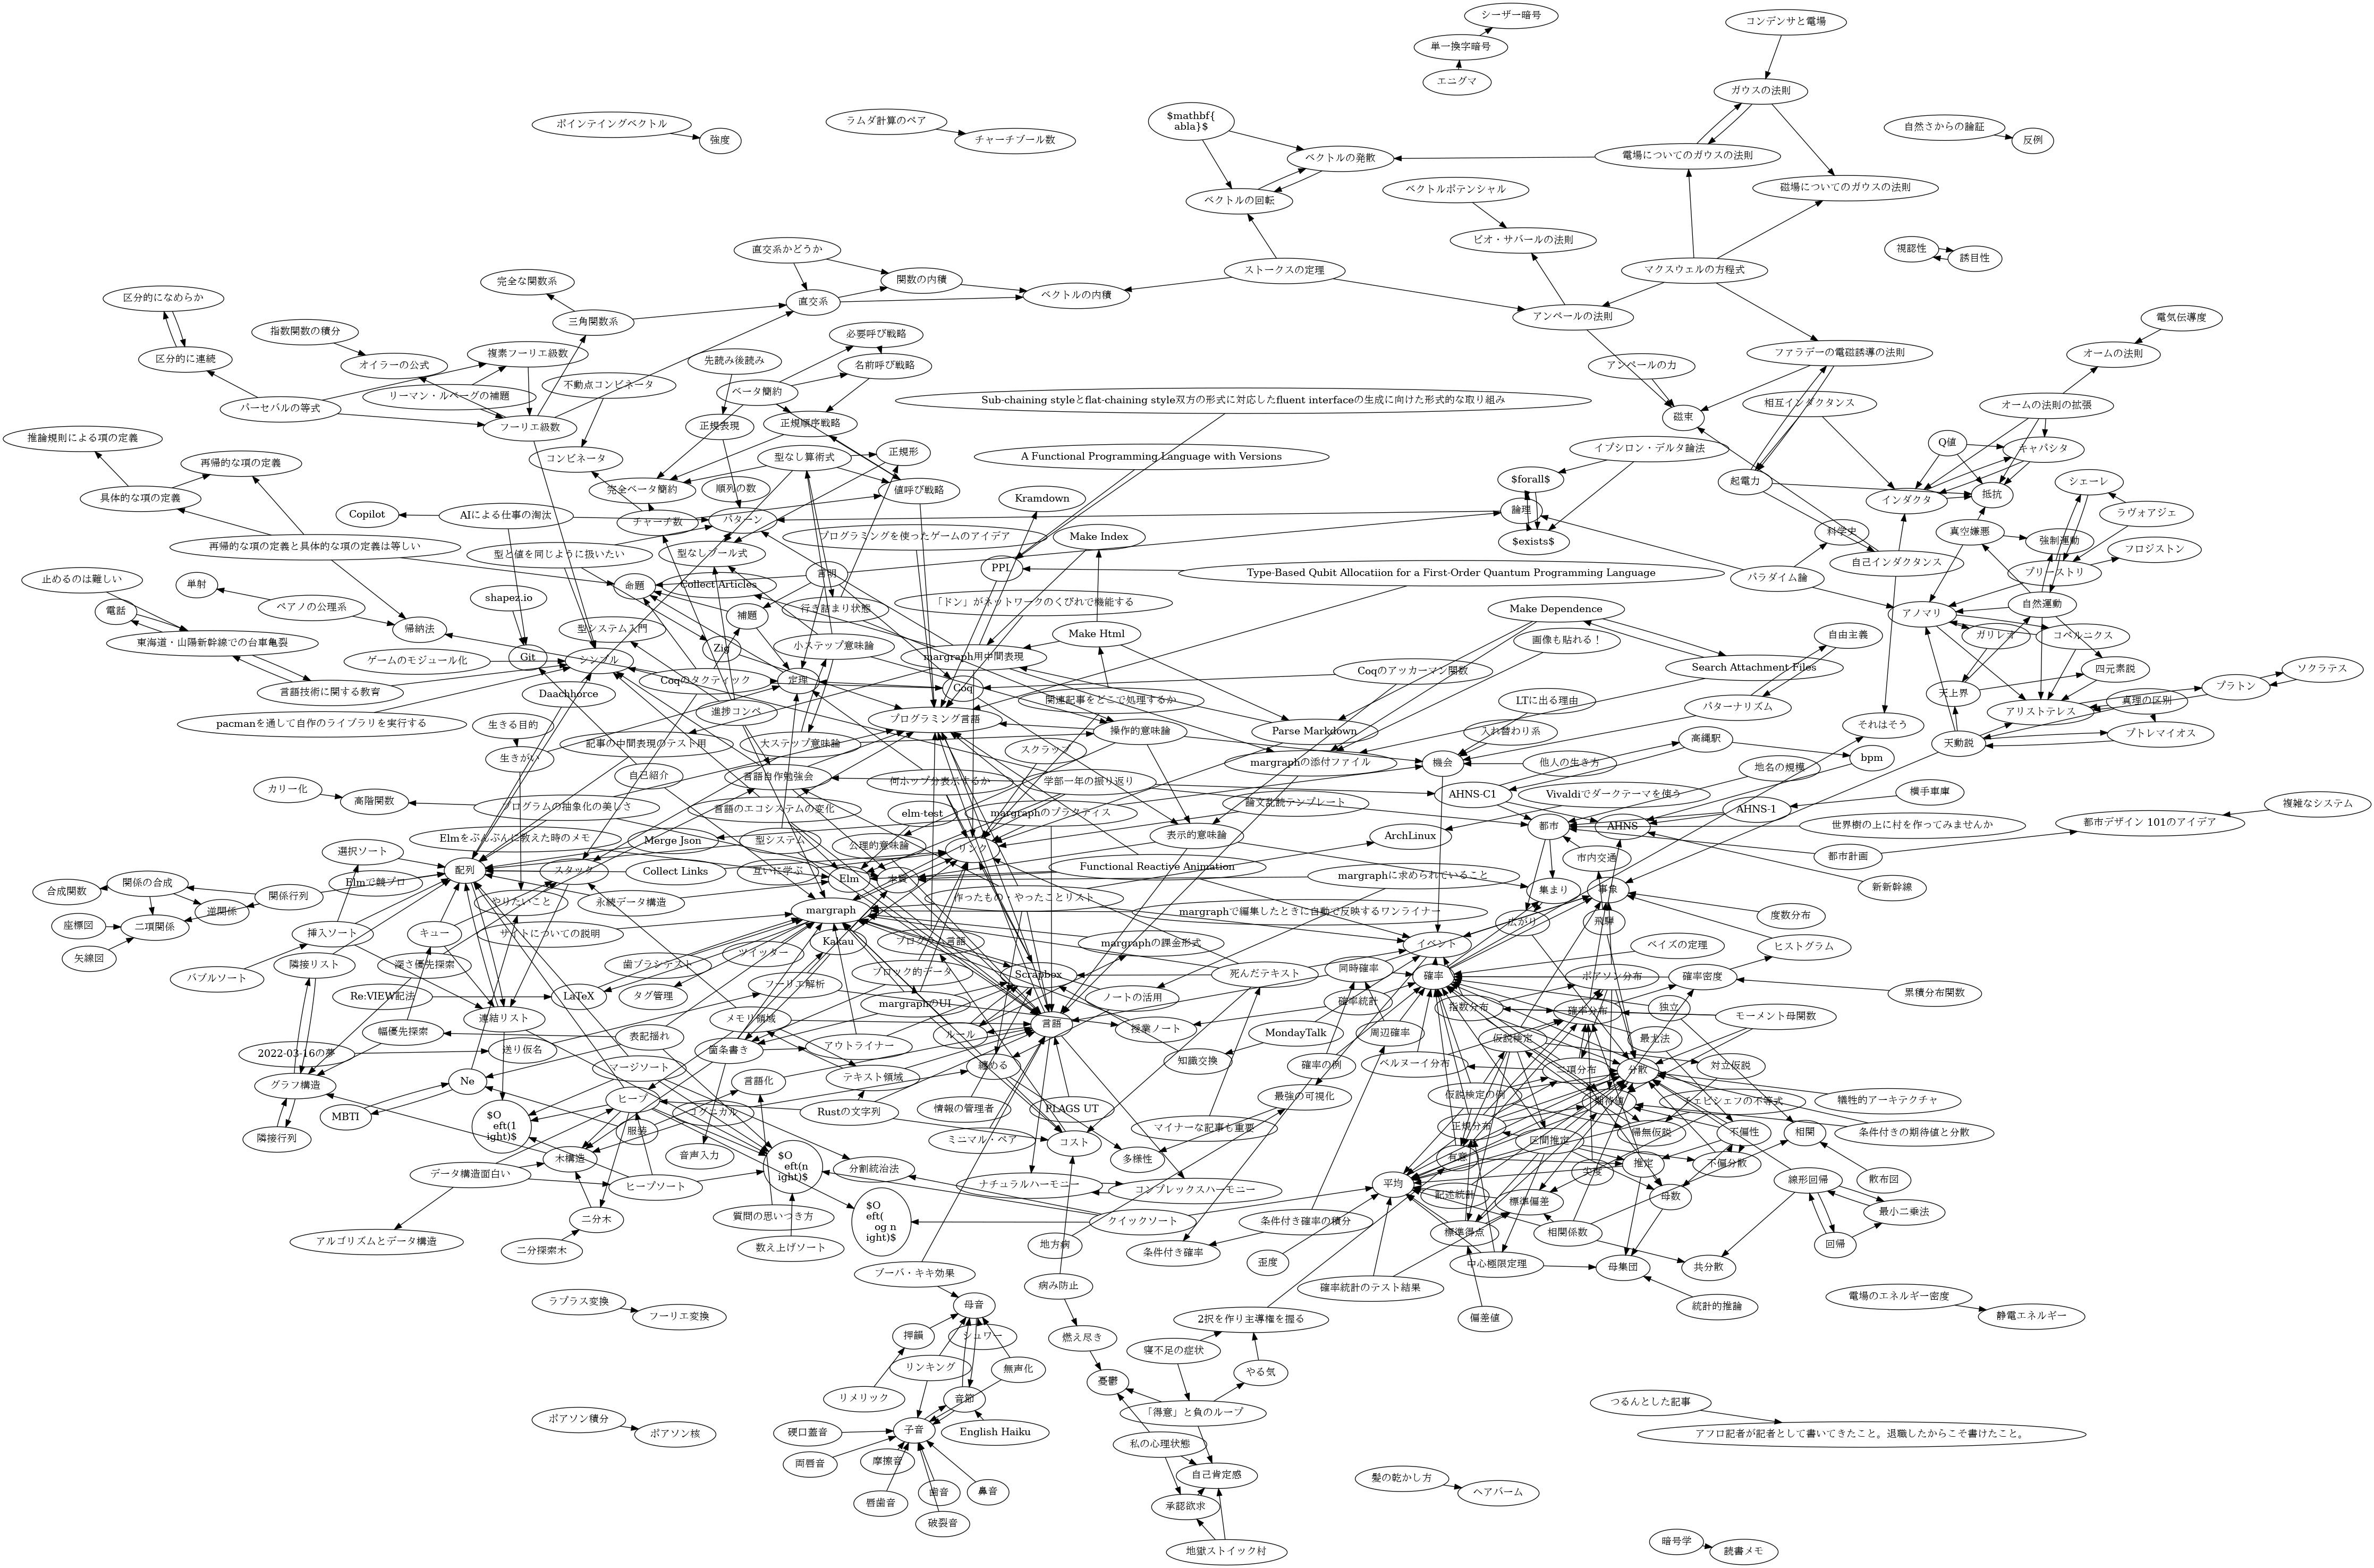 シーザー暗号
コンデンサと電場
単一換字暗号
エニグマ
ガウスの法則
ポインテイングベクトル
強度
ラムダ計算のペア
チャーチブール数
$mathbf{
abla}$
自然さからの論証
反例
ベクトルの発散
電場についてのガウスの法則
ベクトルの回転
ベクトルポテンシャル
磁場についてのガウスの法則
ビオ・サバールの法則
直交系かどうか
視認性
誘目性
完全な関数系
関数の内積
ストークスの定理
マクスウェルの方程式
区分的になめらか
直交系
ベクトルの内積
三角関数系
アンペールの法則
電気伝導度
指数関数の積分
必要呼び戦略
区分的に連続
オイラーの公式
複素フーリエ級数
先読み後読み
名前呼び戦略
ファラデーの電磁誘導の法則
オームの法則
アンペールの力
不動点コンビネータ
リーマン・ルベーグの補題
ベータ簡約
パーセバルの等式
Sub-chaining styleとflat-chaining style双方の形式に対応したfluent interfaceの生成に向けた形式的な取り組み
相互インダクタンス
オームの法則の拡張
磁束
フーリエ級数
正規表現
正規順序戦略
推論規則による項の定義
イプシロン・デルタ論法
Q値
キャパシタ
再帰的な項の定義
コンビネータ
型なし算術式
正規形
A Functional Programming Language with Versions
$forall$
起電力
シェーレ
具体的な項の定義
完全ベータ簡約
順列の数
値呼び戦略
Kramdown
インダクタ
抵抗
Copilot
AIによる仕事の淘汰
チャーチ数
パターン
論理
ラヴォアジェ
プログラミングを使ったゲームのアイデア
Make Index
$exists$
科学史
真空嫌悪
強制運動
再帰的な項の定義と具体的な項の定義は等しい
型と値を同じように扱いたい
型なしブール式
フロジストン
自己インダクタンス
止めるのは難しい
単射
命題
Collect Articles
言明
PPL
Type-Based Qubit Allocatiion for a First-Order Quantum Programming Language
パラダイム論
プリーストリ
電話
ペアノの公理系
shapez.io
補題
行き詰まり状態
「ドン」がネットワークのくびれで機能する
Make Dependence
アノマリ
自然運動
帰納法
型システム入門
Make Html
画像も貼れる！
自由主義
ガリレオ
コペルニクス
東海道・山陽新幹線での台車亀裂
Zig
小ステップ意味論
margraph用中間表現
Git
ゲームのモジュール化
シンプル
Search Attachment Files
四元素説
ソクラテス
言語技術に関する教育
Coqのタクティック
定理
Coq
Coqのアッカーマン関数
プラトン
Daachhorce
関連記事をどこで処理するか
LTに出る理由
パターナリズム
天上界
真理の区別
pacmanを通して自作のライブラリを実行する
生きる目的
進捗コンペ
プログラミング言語
操作的意味論
Parse Markdown
入れ替わり系
それはそう
アリストテレス
プトレマイオス
記事の中間表現のテスト用
大ステップ意味論
高縄駅
天動説
生きがい
スクラップ
margraphの添付ファイル
機会
他人の生き方
bpm
自己紹介
言語自作勉強会
何ホップ分表示するか
学部一年の振り返り
地名の規模
カリー化
高階関数
プログラムの抽象化の美しさ
言語のエコシステムの変化
AHNS-C1
Vivaldiでダークテーマを使う
横手車庫
論文乱読テンプレート
AHNS-1
複雑なシステム
elm-test
margraphのプラクティス
都市
AHNS
世界樹の上に村を作ってみませんか
都市デザイン 101のアイデア
Elmをぶんぶんに教えた時のメモ
Merge Json
型システム
公理的意味論
リンク
表示的意味論
ArchLinux
選択ソート
市内交通
都市計画
配列
スタック
Collect Links
互いに学ぶ
Elm
本質
Functional Reactive Animation
margraphに求められていること
新新幹線
関係の合成
合成関数
関係行列
Elmで競プロ
集まり
事象
逆関係
やりたいこと
永続データ構造
作ったもの・やったことリスト
座標図
二項関係
margraph
margraphで編集したときに自動で反映するワンライナー
広がり
飛騨
度数分布
矢線図
挿入ソート
キュー
サイトについての説明
Kakau
プログラム言語
margraphの課金形式
イベント
ベイズの定理
ヒストグラム
バブルソート
隣接リスト
深さ優先探索
歯ブラシテスト
ツイッター
ブロック的データ
Scrapbox
死んだテキスト
同時確率
確率
ポアソン分布
確率密度
Re:VIEW記法
LaTeX
タグ管理
フーリエ解析
margraphのUI
ノートの活用
確率統計
指数分布
確率分布
独立
累積分布関数
連結リスト
メモリ領域
言語
授業ノート
MondayTalk
周辺確率
仮説検定
モーメント母関数
幅優先探索
表記揺れ
ルール
最尤法
2022-03-16の夢
送り仮名
箇条書き
アウトライナー
知識交換
マージソート
纏める
確率の例
ベルヌーイ分布
二項分布
分散
対立仮説
グラフ構造
Ne
言語化
テキスト領域
ヒープ
最強の可視化
仮説検定の例
期待値
チェビシェフの不等式
犠牲的アーキテクチャ
MBTI
Rustの文字列
情報の管理者
PLAGS UT
$O
eft(1
ight)$
ロジカル
服装
マイナーな記事も重要
正規分布
帰無仮説
不偏性
相関
条件付きの期待値と分散
隣接行列
ミニマル・ペア
コスト
区間推定
音声入力
木構造
$O
eft(n
ight)$
分割統治法
多様性
有意
推定
不偏分散
散布図
データ構造面白い
ヒープソート
ナチュラルハーモニー
コンプレックスハーモニー
平均
記述統計
尖度
線形回帰
標準偏差
母数
二分木
質問の思いつき方
$O
eft(
og n
ight)$
クイックソート
条件付き確率の積分
最小二乗法
アルゴリズムとデータ構造
数え上げソート
地方病
条件付き確率
標準得点
相関係数
回帰
二分探索木
歪度
中心極限定理
母集団
共分散
ブーバ・キキ効果
病み防止
確率統計のテスト結果
電場のエネルギー密度
静電エネルギー
ラプラス変換
フーリエ変換
母音
偏差値
統計的推論
押韻
シュワー
燃え尽き
2択を作り主導権を握る
リンキング
無声化
寝不足の症状
やる気
リメリック
音節
憂鬱
「得意」と負のループ
つるんとした記事
ポアソン積分
ポアソン核
硬口蓋音
子音
English Haiku
アフロ記者が記者として書いてきたこと。退職したからこそ書けたこと。
私の心理状態
両唇音
摩擦音
自己肯定感
髪の乾かし方
ヘアバーム
唇歯音
歯音
鼻音
承認欲求
破裂音
地獄ストイック村
暗号学
読書メモ